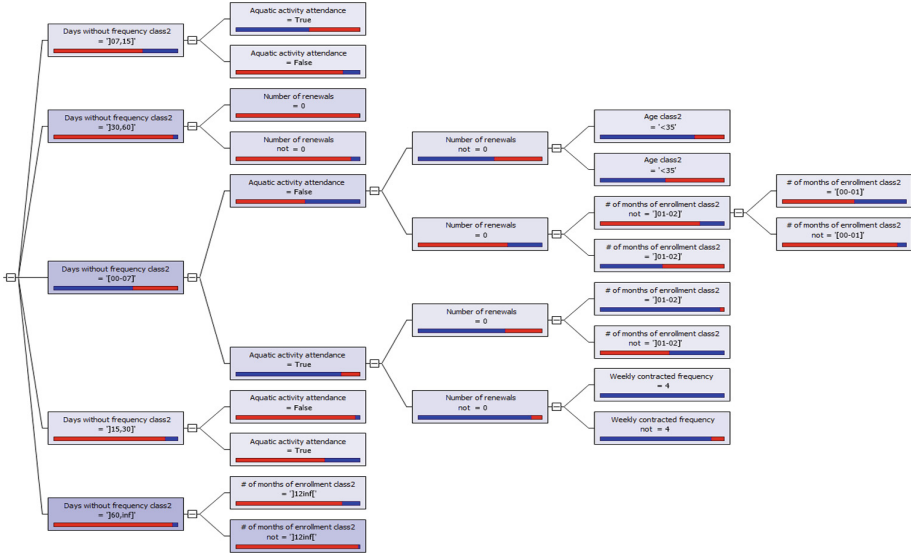 Days without frequency class2
= ']07,15]'
Aquatic activity attendance
= True
Aquatic activity attendance
= False
Days without frequency class2
= ']30,60]'
Number of renewals
= 0
Number of renewals
not = 0
Days without frequency class2
= '[00-07]'
Aquatic activity attendance
= False
Number of renewals
not = 0
Age class2
= '<35'
Age class2
= '<35'
Number of renewals
= 0
# of months of enrollment class2
not = ']01-02]'
# of months of enrollment class2
= '[00-01]'
# of months of enrollment class2
not = '[00-01]'
# of months of enrollment class2
= ']01-02]'
Aquatic activity attendance
= True
Number of renewals
= 0
# of months of enrollment class2
= ']01-02]'
# of months of enrollment class2
not = ']01-02]'
Number of renewals
not = 0
Weekly contracted frequency
= 4
Weekly contracted frequency
not = 4
Days without frequency class2
= ']15,30]'
Aquatic activity attendance
= False
Aquatic activity attendance
= True
Days without frequency class2
= ']60,inf]'
# of months of enrollment class2
= ']12inf['
# of months of enrollment class2
not = ']12inf['